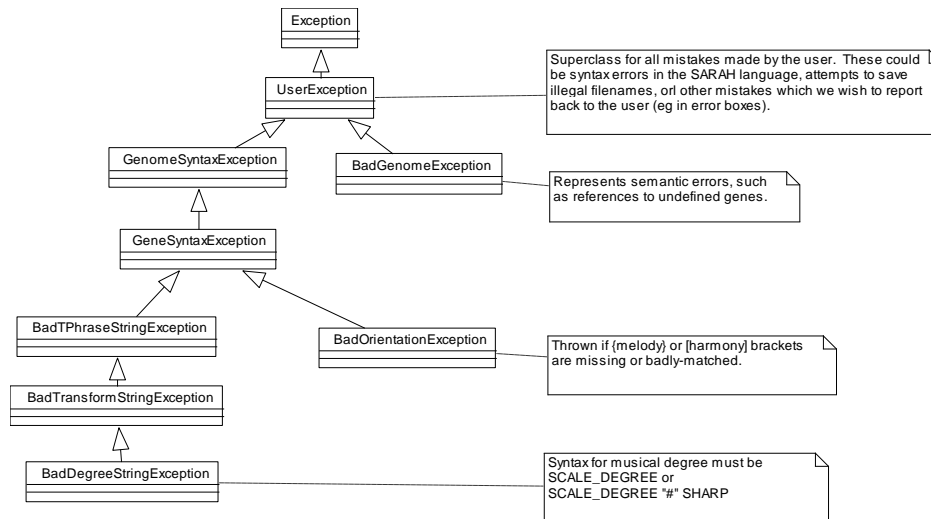 Exception
UserException
Superclass for all mistakes made by the user. These could
be syntax errors in the SARAH language, attempts to save
illegal filenames, orl other mistakes which we wish to report
back to the user (eg in error boxes).
GenomeSyntaxException
BadGenomeException
Represents semantic errors, such
as references to undefined genes.
GeneSyntaxException
BadTPhraseStringException
BadOrientationException
Thrown if {melody} or [harmony] brackets
are missing or badly-matched.
BadTransformStringException
BadDegreeStringException
Syntax for musical degree must be
SCALE_DEGREE or
SCALE_DEGREE "#" SHARP